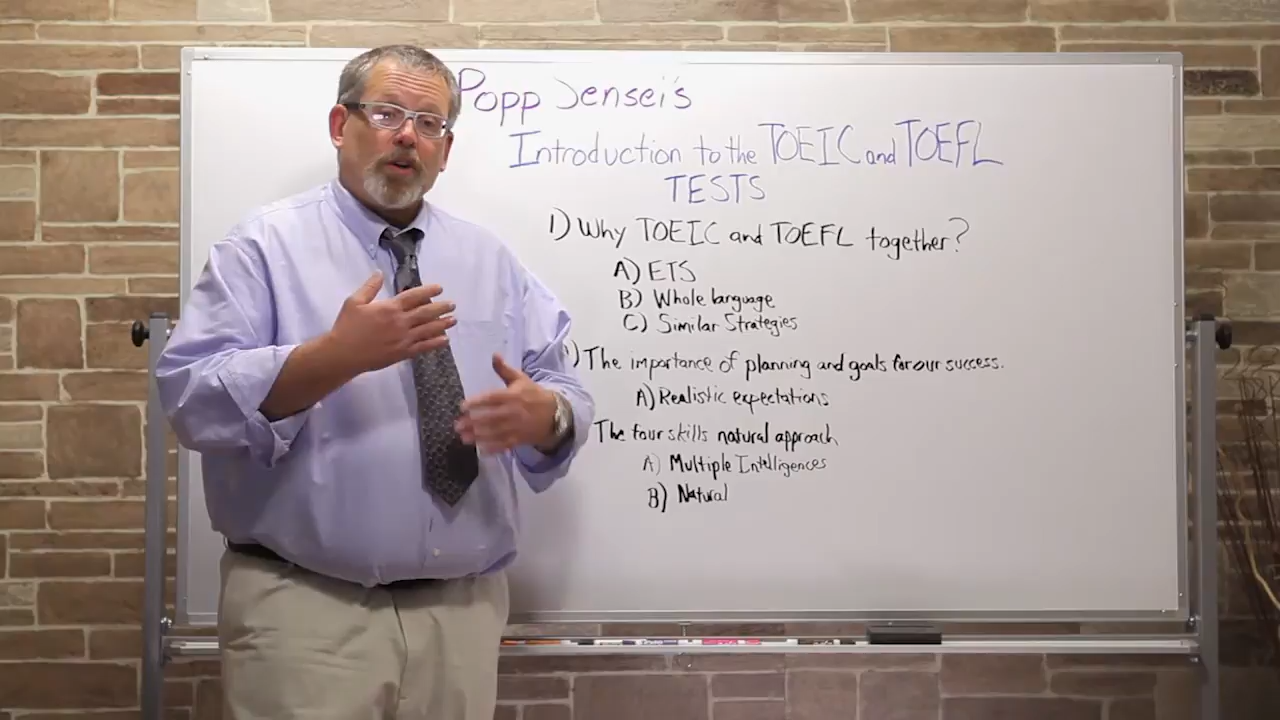 Popp Sensei's
Introduction to the TOEIC and TOEFL
TESTS
1) Why TOEIC and TOEFL together?
A) ETS
B) Whole language
C) Similar Strategies
) The importance of planning and goals for our success.
A) Realistic expectations
The four skills natural approach
A) Multiple Intelligences
B) Natural